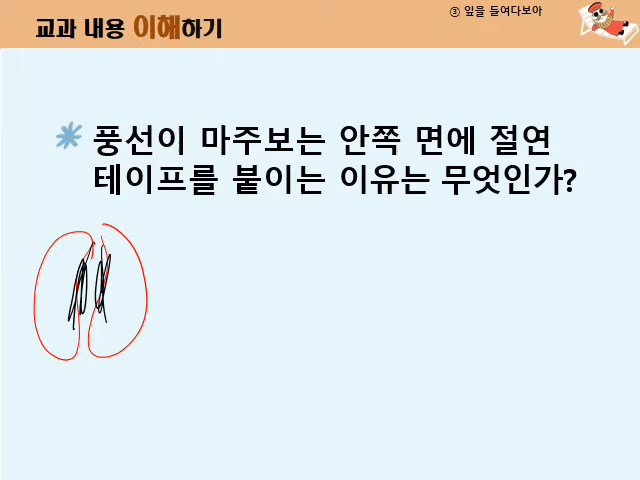 교과 내용 이해하기
③ 잎을 들여다보아
풍선이 마주보는 안쪽 면에 절연
테이프를 붙이는 이유는 무엇인가?